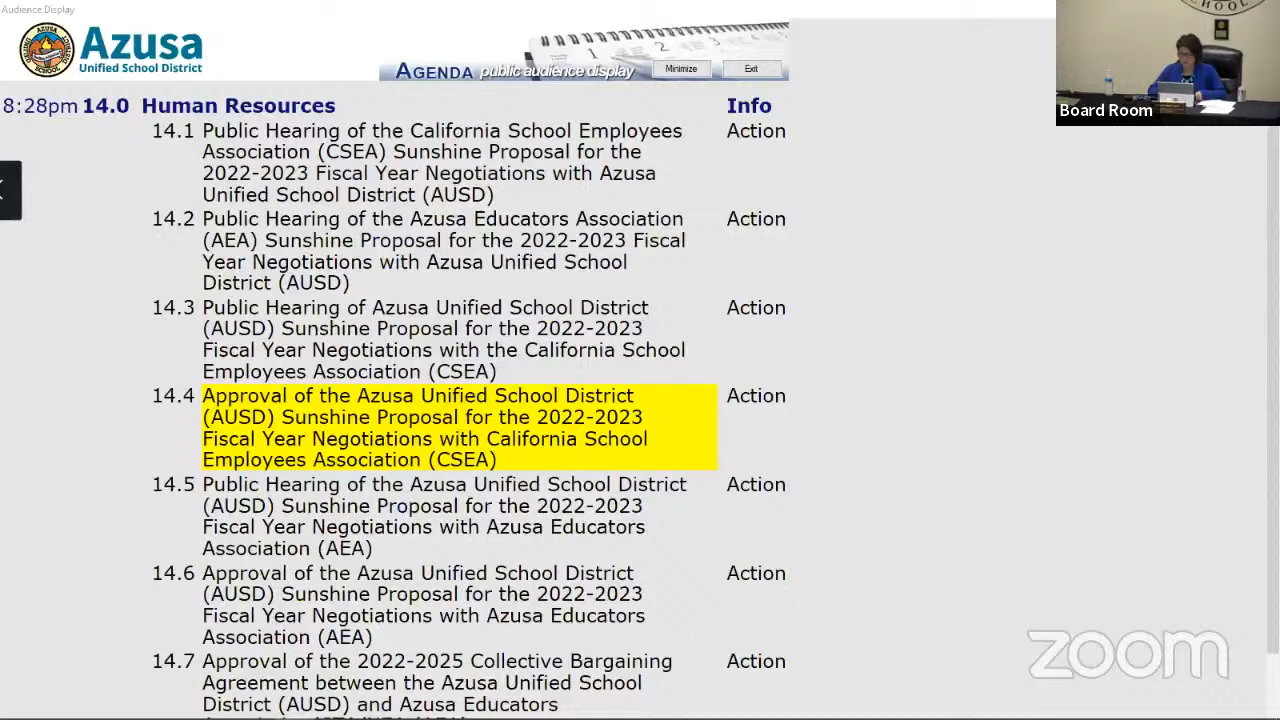 Audience Display
SCHOOL
Azusa
Unified School District
AGENDA public audience display
Minimize
Exit
Board Room
8:28pm 14.0 Human Resources Info
14.1 Public Hearing of the California School Employees Action
Association (CSEA) Sunshine Proposal for the
2022-2023 Fiscal Year Negotiations with Azusa
Unified School District (AUSD)
14.2 Public Hearing of the Azusa Educators Association Action
(AEA) Sunshine Proposal for the 2022-2023 Fiscal
Year Negotiations with Azusa Unified School
District (AUSD)
14.3 Public Hearing of Azusa Unified School District Action
(AUSD) Sunshine Proposal for the 2022-2023
Fiscal Year Negotiations with the California School
Employees Association (CSEA)
14.4 Approval of the Azusa Unified School District Action
(AUSD) Sunshine Proposal for the 2022-2023
Fiscal Year Negotiations with California School
Employees Association (CSEA)
14.5 Public Hearing of the Azusa Unified School District Action
(AUSD) Sunshine Proposal for the 2022-2023
Fiscal Year Negotiations with Azusa Educators
Association (AEA)
14.6 Approval of the Azusa Unified School District Action
(AUSD) Sunshine Proposal for the 2022-2023
Fiscal Year Negotiations with Azusa Educators
Association (AEA)
14.7 Approval of the 2022-2025 Collective Bargaining Action
Agreement between the Azusa Unified School
District (AUSD) and Azusa Educators
zoom